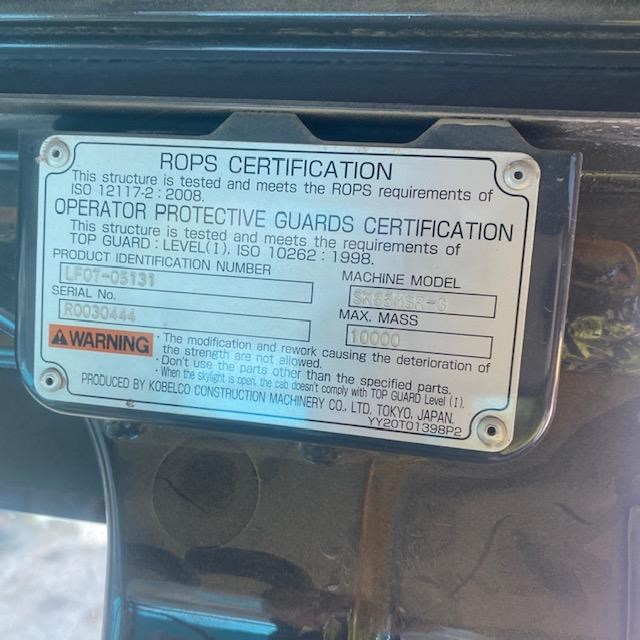 ROPS CERTIFICATION
This structure is tested and meets the ROPS requirements of
ISO 12117-2 : 2008.
OPERATOR PROTECTIVE GUARDS CERTIFICATION
This structure is tested and meets the requirements of
TOP GUARD : LEVEL(I). ISO 10262 : 1998.
PRODUCT IDENTIFICATION NUMBER
LF07-05131
MACHINE MODEL
SK65MSR-3
SERIAL No.
R0030444
MAX. MASS
10000
WARNING
· The modification and rework causing the deterioration of
the strength are not allowed.
· Don't use the parts other than the specified parts.
· When the skylight is open, the cab doesn't comply with TOP GUARD Level (I).
PRODUCED BY KOBELCO CONSTRUCTION MACHINERY CO., LTD. TOKYO, JAPAN.
YY20T01398P2